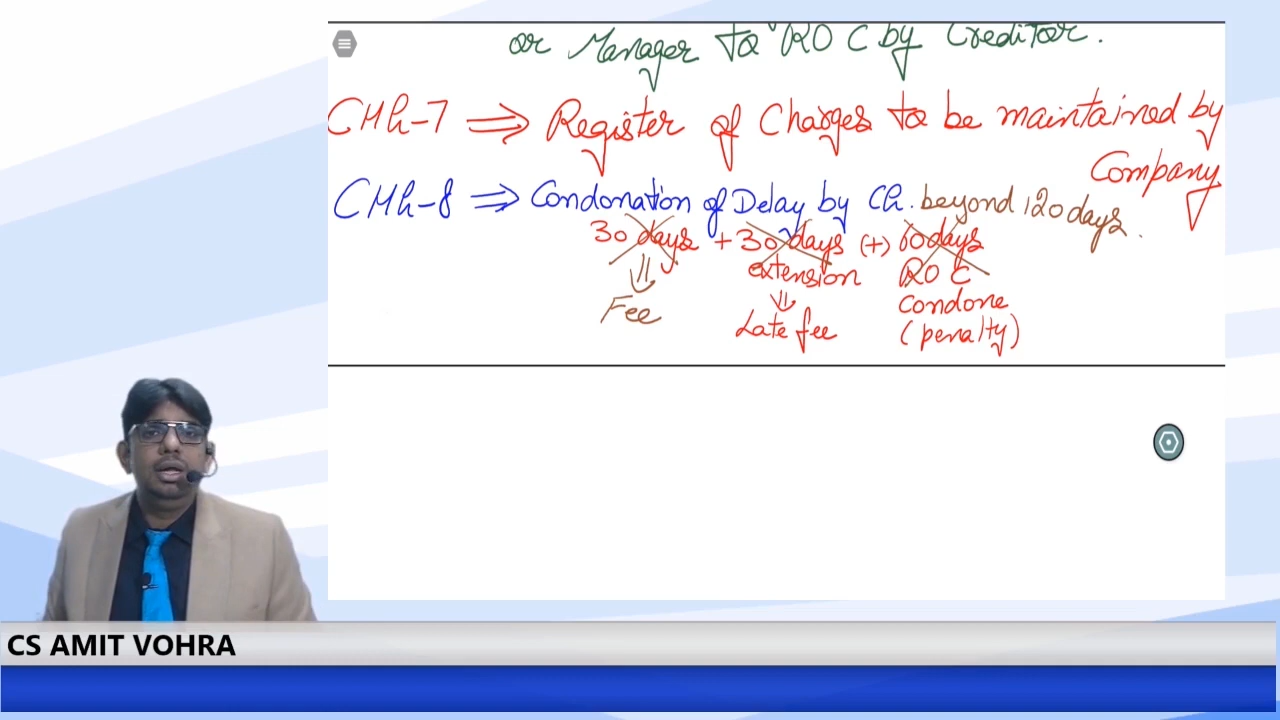 or Manager to ROC by Creditor.
CHh-7 ⇒ Register of Charges to be maintained by
Company
CHh-8 ⇒ Condonation of Delay by CG. beyond 120 days.
30 days + 30 days (+) 60 days
extension ROC
Fee Condone
Late fee (penalty)
CS AMIT VOHRA